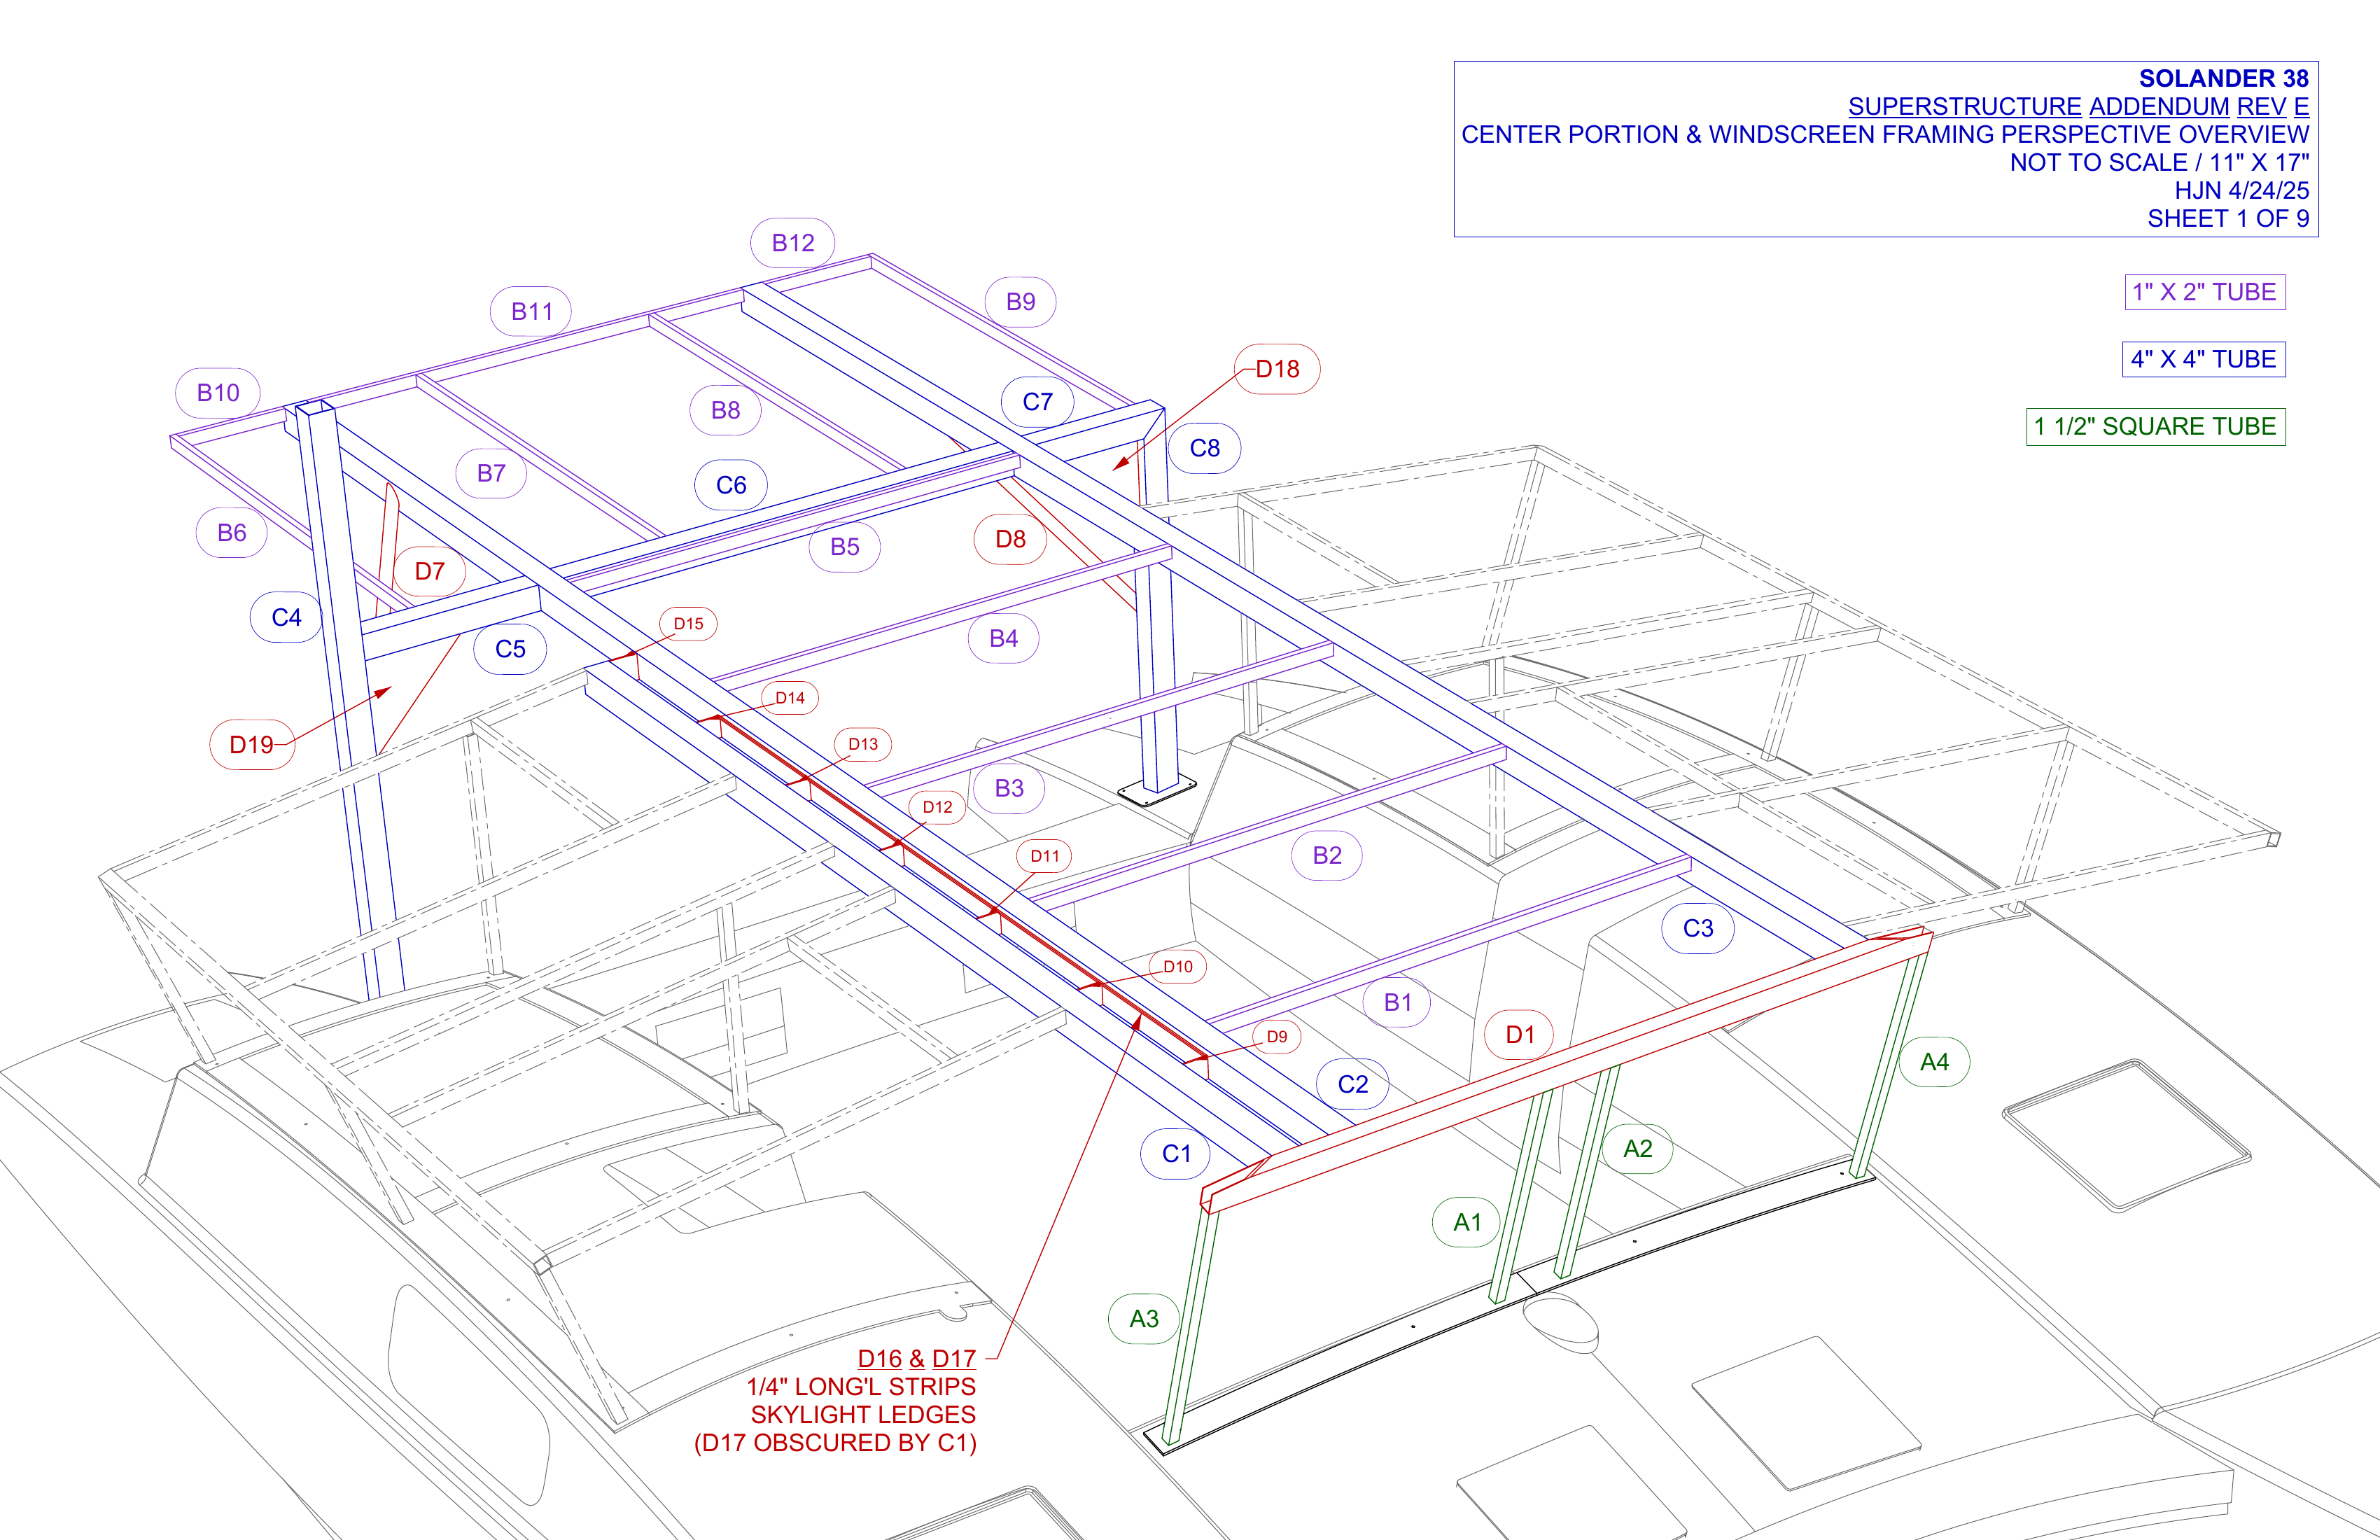 SOLANDER 38
SUPERSTRUCTURE ADDENDUM REV E
CENTER PORTION & WINDSCREEN FRAMING PERSPECTIVE OVERVIEW
NOT TO SCALE / 11" X 17"
HJN 4/24/25
SHEET 1 OF 9
1" X 2" TUBE
4" X 4" TUBE
1 1/2" SQUARE TUBE
B12
B11
B9
B10
B8
C7
D18
C8
B7
C6
B6
D7
B5
D8
C4
C5
D15
B4
D14
D19
D13
B3
D12
D11
B2
C3
D10
B1
D9
D1
C2
A4
C1
A2
A1
A3
D16 & D17
1/4" LONG'L STRIPS
SKYLIGHT LEDGES
(D17 OBSCURED BY C1)